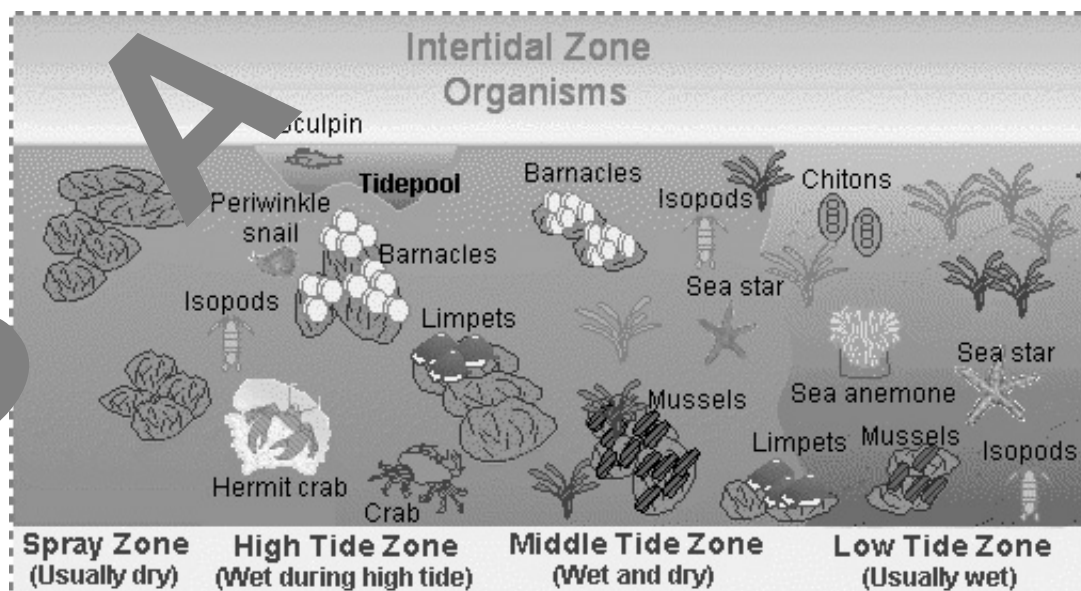 Intertidal Zone
Organisms
A
sculpin
Tidepool
Barnacles
Isopods
Chitons
Periwinkle
snail
Barnacles
Isopods
Limpets
Sea star
Sea star
Sea anemone
Mussels
Limpets
Mussels
Isopods
Hermit crab
Crab
Spray Zone
(Usually dry)
High Tide Zone
(Wet during high tide)
Middle Tide Zone
(Wet and dry)
Low Tide Zone
(Usually wet)